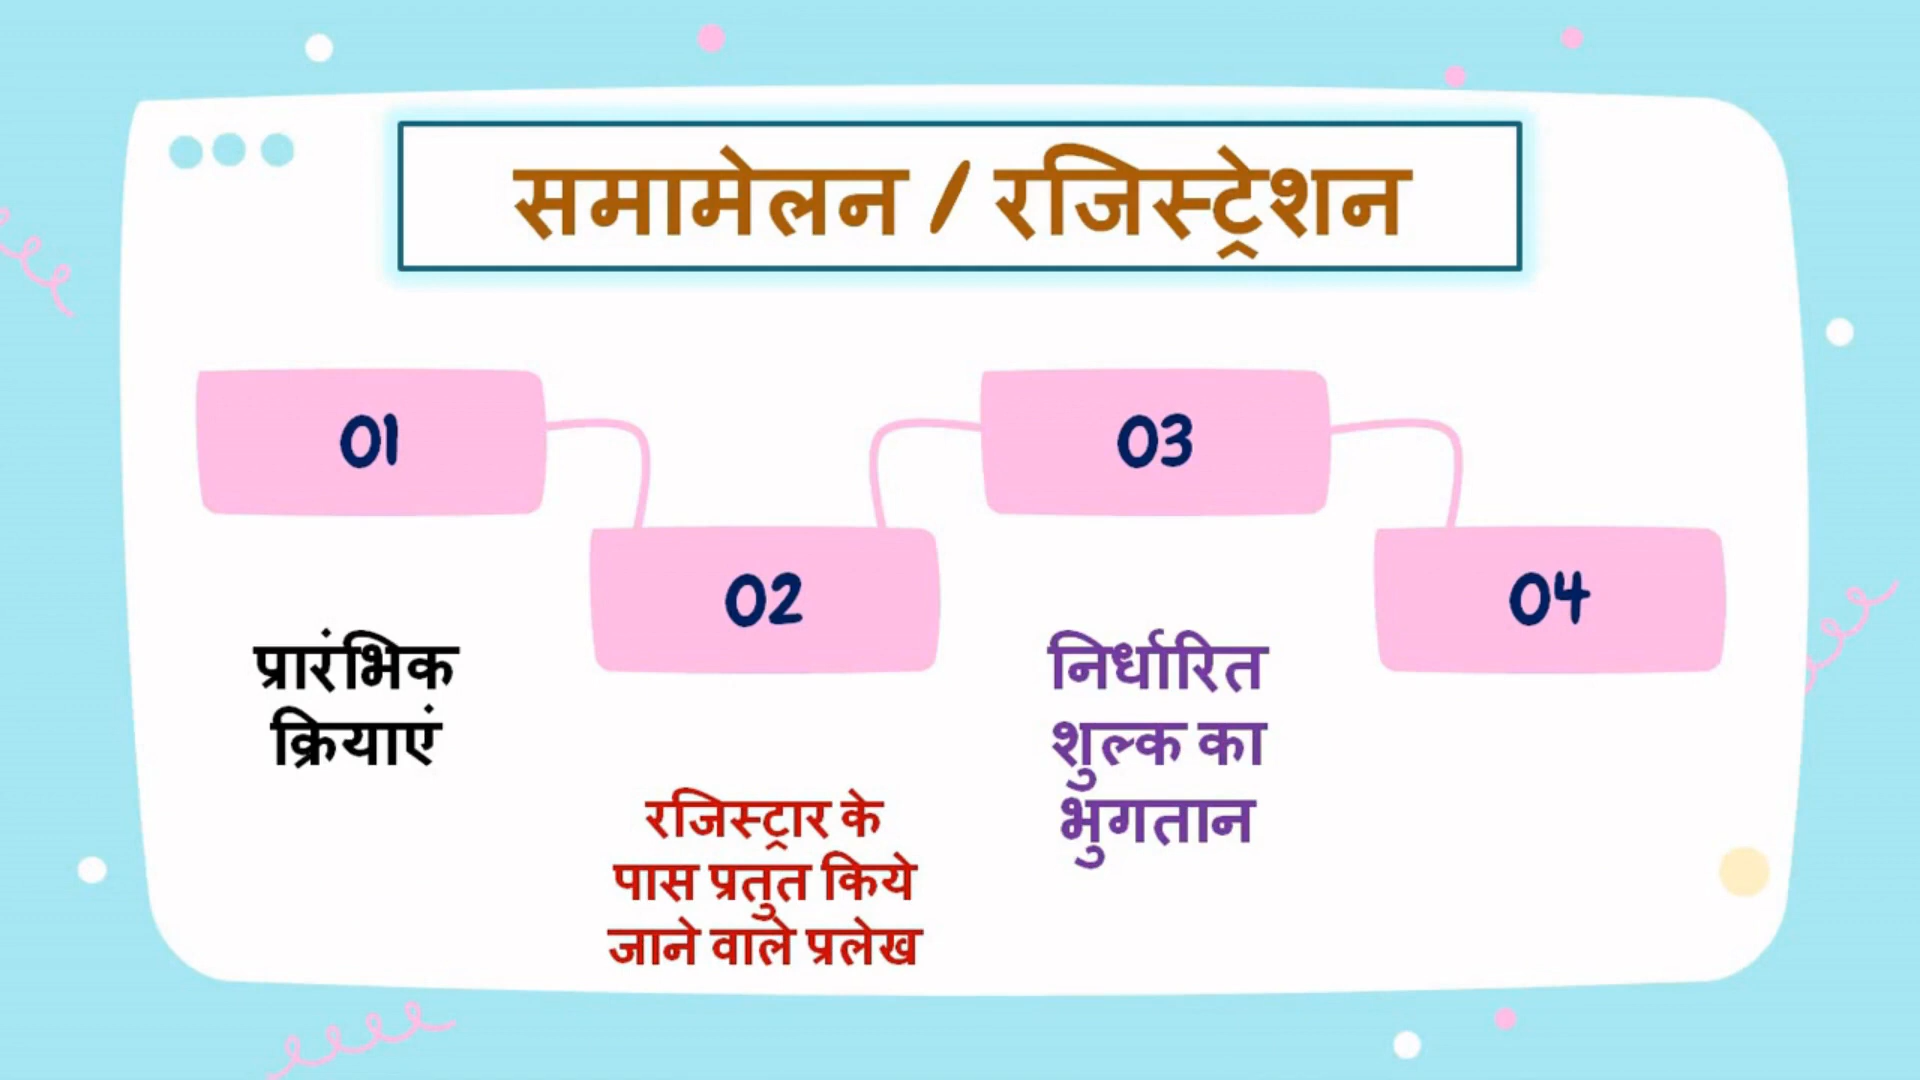 समामेलन / रजिस्ट्रेशन
01
प्रारंभिक
क्रियाएं
02
रजिस्ट्रार के
पास प्रतुत किये
जाने वाले प्रलेख
03
निर्धारित
शुल्क का
भुगतान
04